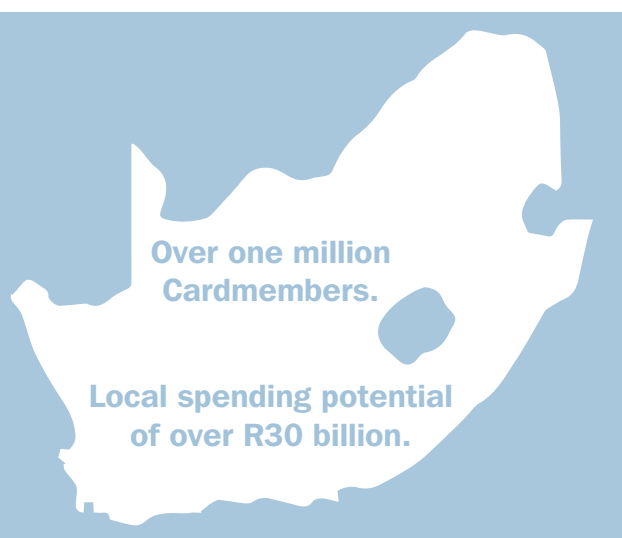 Over one million
Cardmembers.
Local spending potential
of over R30 billion.